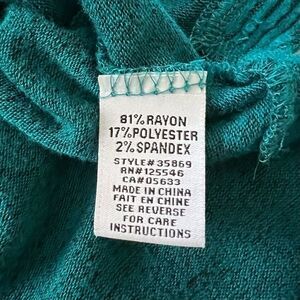 81% RAYON
17% POLYESTER
2% SPANDEX
STYLE#35869
RN#125546
CA#05633
MADE IN CHINA
FAIT EN CHINE
SEE REVERSE
FOR CARE
INSTRUCTIONS